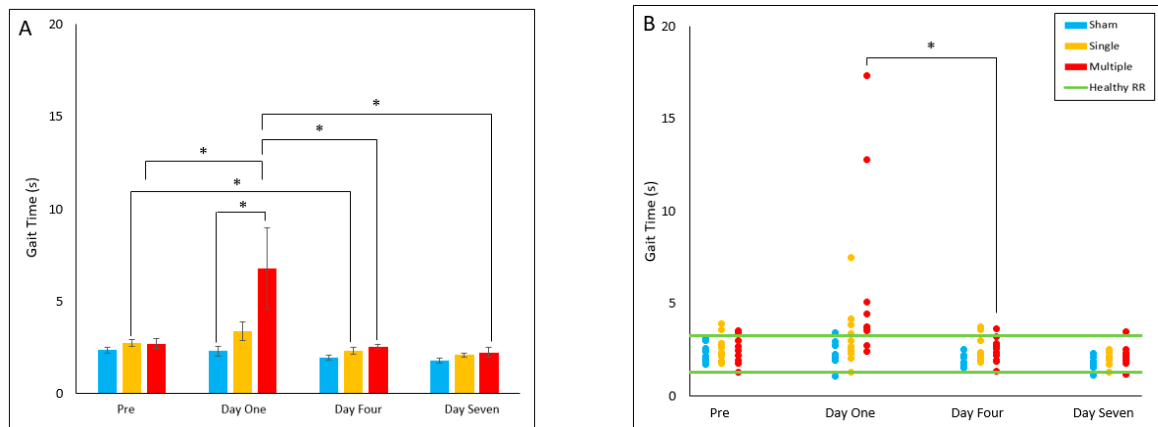 A
Gait Time (s)
20
15
10
5
0
*
*
*
*
*
Pre
Day One
Day Four
Day Seven
B
Gait Time (s)
20
15
10
5
0
*
Sham
Single
Multiple
Healthy RR
Pre
Day One
Day Four
Day Seven